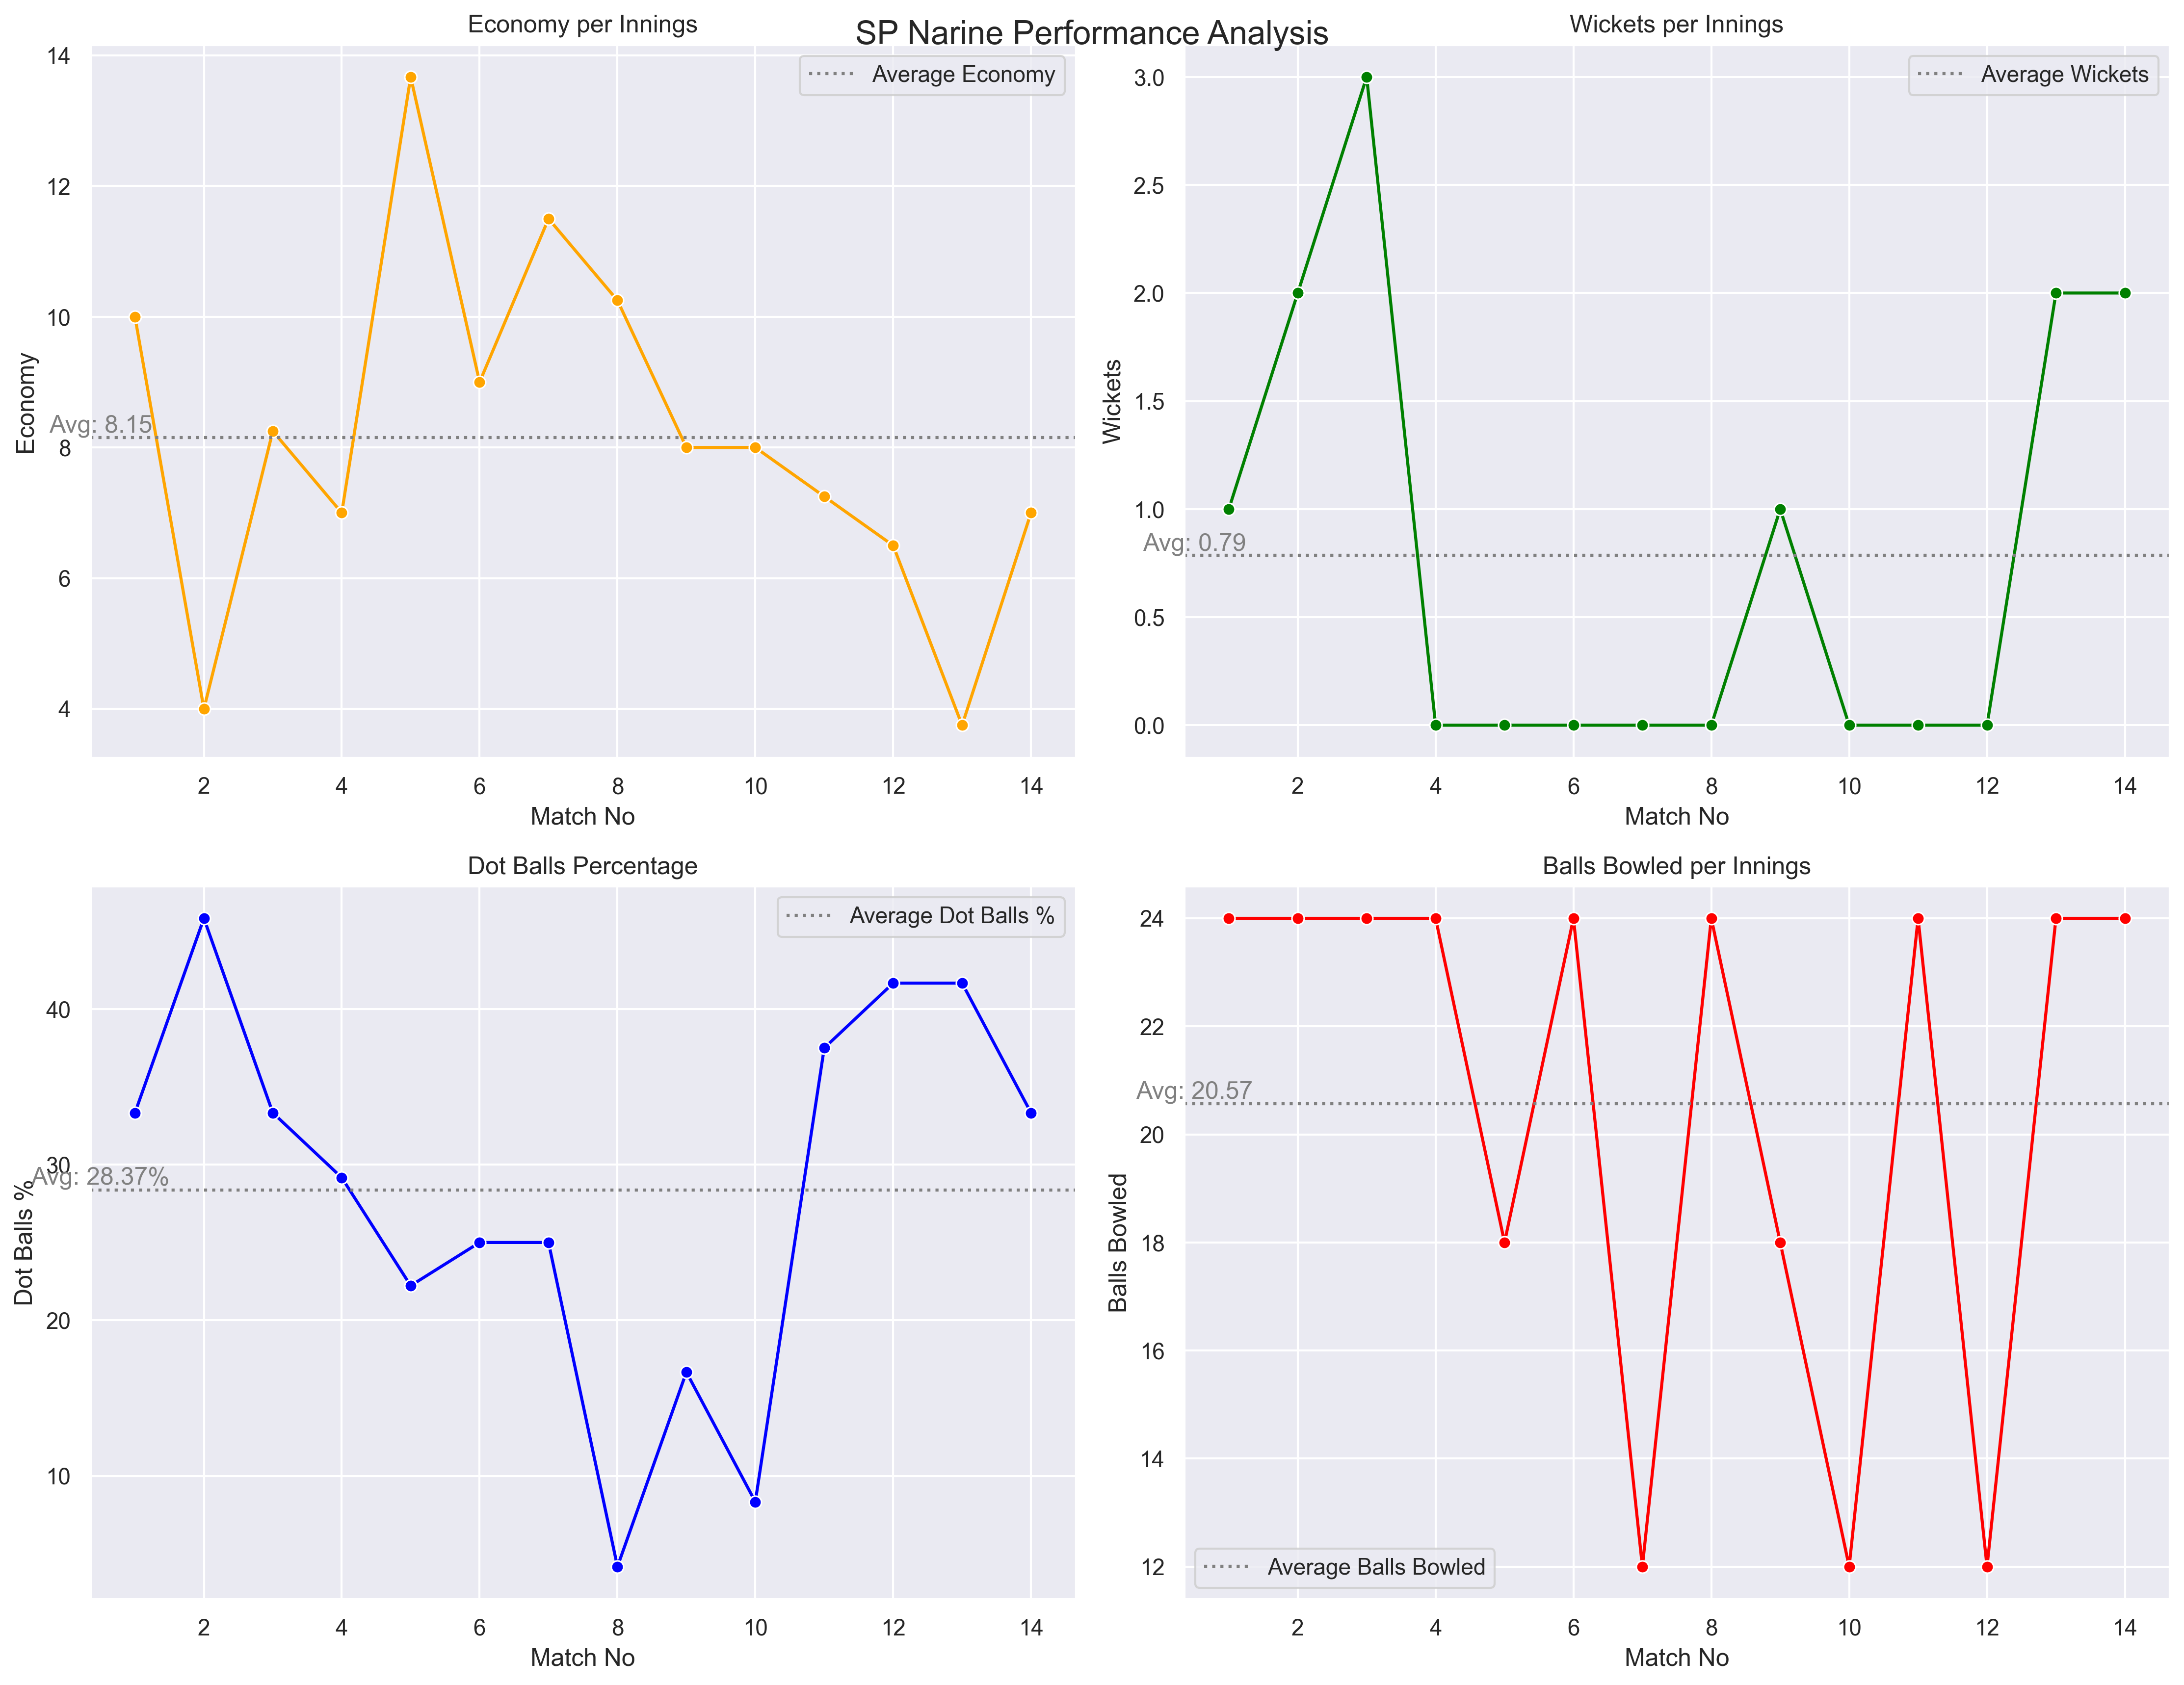 SP Narine Performance Analysis
Economy per Innings
14
12
10
8
6
4
Economy
Avg: 8.15
Average Economy
2 4 6 8 10 12 14
Match No
Wickets per Innings
3.0
2.5
2.0
1.5
1.0
0.5
0.0
Wickets
Avg: 0.79
Average Wickets
2 4 6 8 10 12 14
Match No
Dot Balls Percentage
40
30
20
10
Dot Balls %
Avg: 28.37%
Average Dot Balls %
2 4 6 8 10 12 14
Match No
Balls Bowled per Innings
24
22
20
18
16
14
12
Balls Bowled
Avg: 20.57
Average Balls Bowled
2 4 6 8 10 12 14
Match No